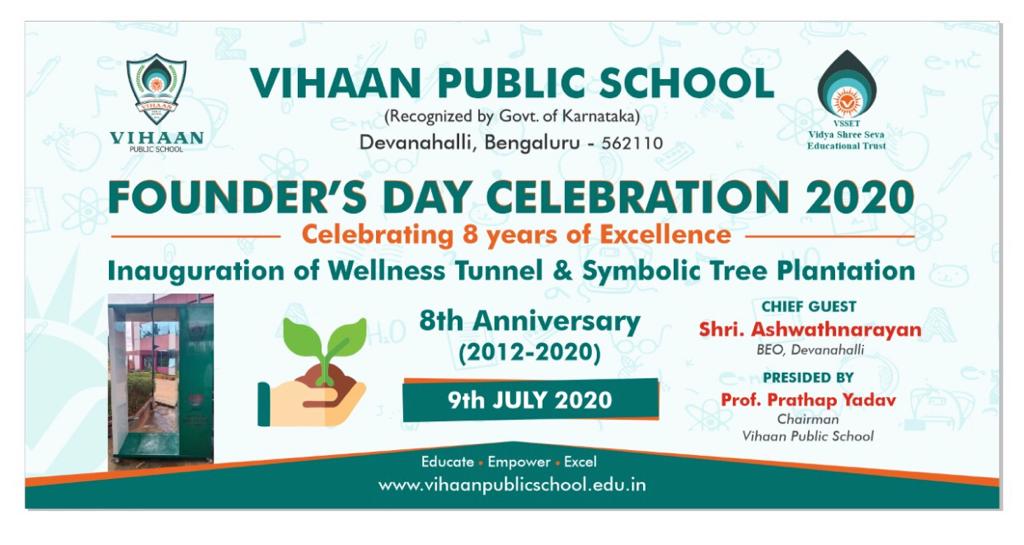 VIHAAN
PUBLIC SCHOOL
VIHAAN PUBLIC SCHOOL
(Recognized by Govt. of Karnataka)
Devanahalli, Bengaluru - 562110
VSSET
Vidya Shree Seva
Educational Trust
FOUNDER'S DAY CELEBRATION 2020
Celebrating 8 years of Excellence
Inauguration of Wellness Tunnel & Symbolic Tree Plantation
8th Anniversary
(2012-2020)
9th JULY 2020
CHIEF GUEST
Shri. Ashwathnarayan
BEO, Devanahalli
PRESIDED BY
Prof. Prathap Yadav
Chairman
Vihaan Public School
Educate • Empower • Excel
www.vihaanpublicschool.edu.in